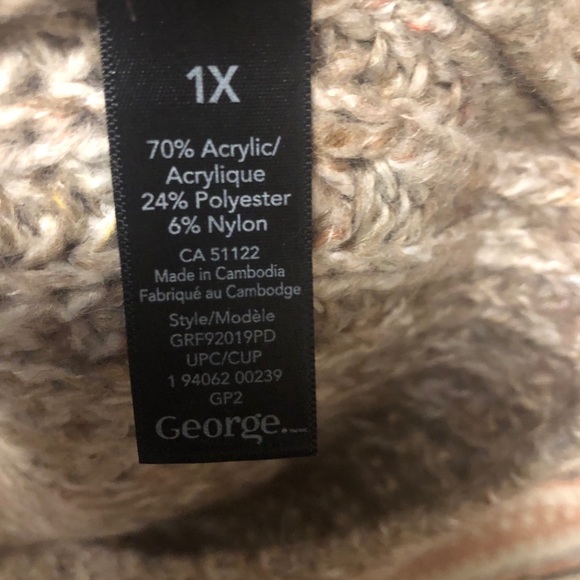 1X
70% Acrylic/
Acrylique
24% Polyester
6% Nylon
CA 51122
Made in Cambodia
Fabriqué au Cambodge
Style/Modèle
GRF92019PD
UPC/CUP
1 94062 00239
GP2
George.